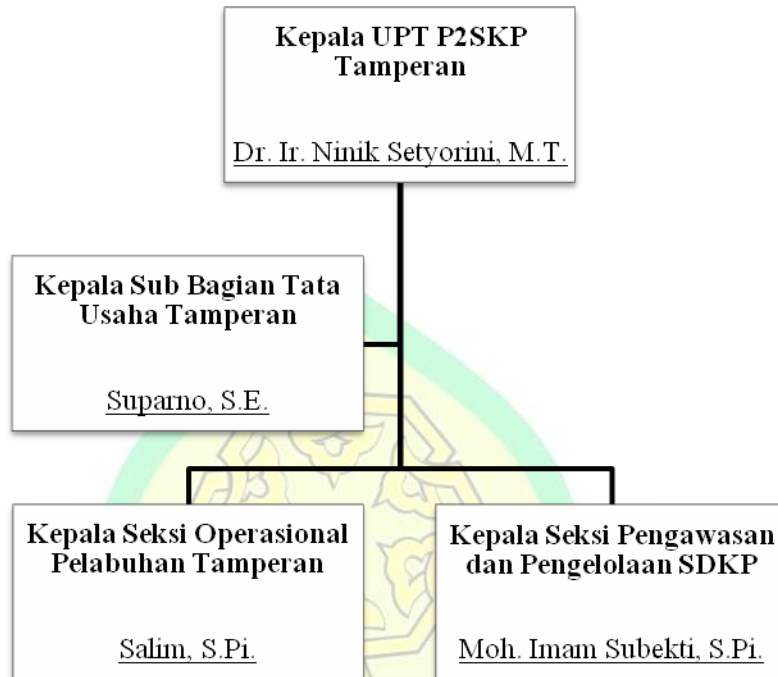 Kepala UPT P2SKP
Tamperan
Dr. Ir. Ninik Setyorini, M.T.
Kepala Sub Bagian Tata
Usaha Tamperan
Suparno, S.E.
Kepala Seksi Operasional
Pelabuhan Tamperan
Salim, S.Pi.
Kepala Seksi Pengawasan
dan Pengelolaan SDKP
Moh. Imam Subekti, S.Pi.